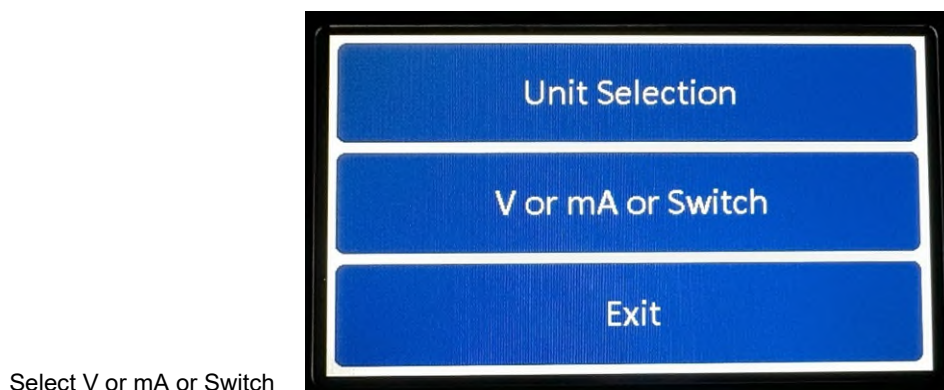 Unit Selection
V or mA or Switch
Exit
Select V or mA or Switch